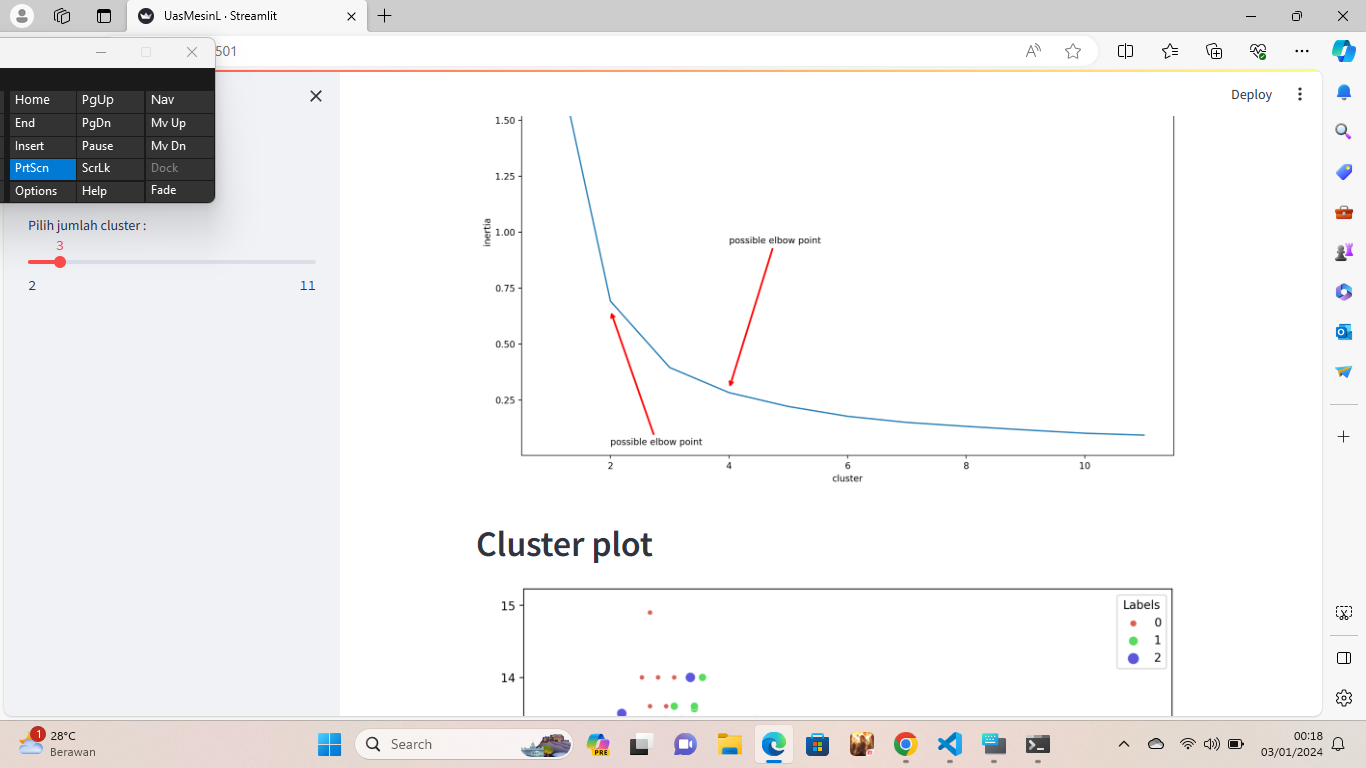 UasMesinL · Streamlit
501
Home PgUp Nav
End PgDn Mv Up
Insert Pause Mv Dn
PrtScn ScrLk Dock
Options Help Fade
Pilih jumlah cluster :
3
2 11
Deploy
1.50
1.25
1.00
0.75
0.50
0.25
inertia
possible elbow point
possible elbow point
2 4 6 8 10
cluster
Cluster plot
15
14
Labels
0
1
2
1
28°C
Berawan
Search
PRE
00:18
03/01/2024